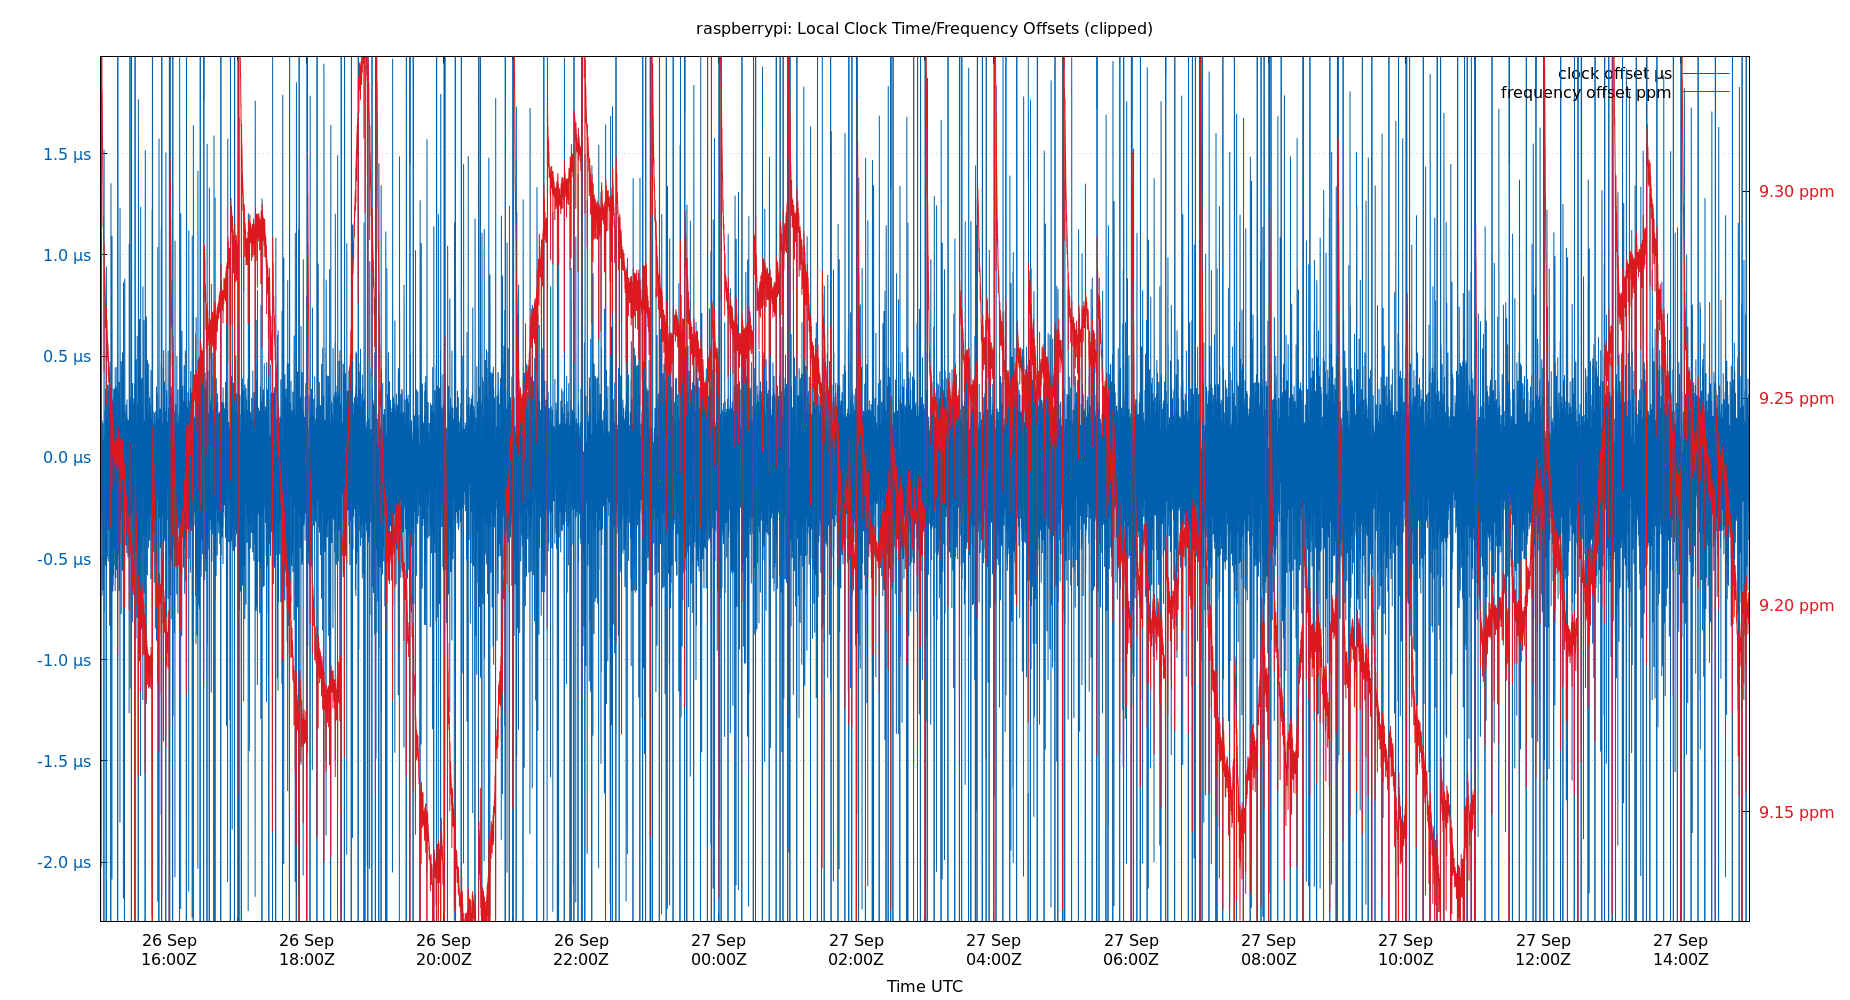 raspberrypi: Local Clock Time/Frequency Offsets (clipped)
clock offset µs
frequency offset ppm
1.5 µs
1.0 µs
0.5 µs
0.0 µs
-0.5 µs
-1.0 µs
-1.5 µs
-2.0 µs
9.30 ppm
9.25 ppm
9.20 ppm
9.15 ppm
26 Sep 26 Sep 26 Sep 26 Sep 27 Sep 27 Sep 27 Sep 27 Sep 27 Sep 27 Sep 27 Sep 27 Sep
16:00Z 18:00Z 20:00Z 22:00Z 00:00Z 02:00Z 04:00Z 06:00Z 08:00Z 10:00Z 12:00Z 14:00Z
Time UTC